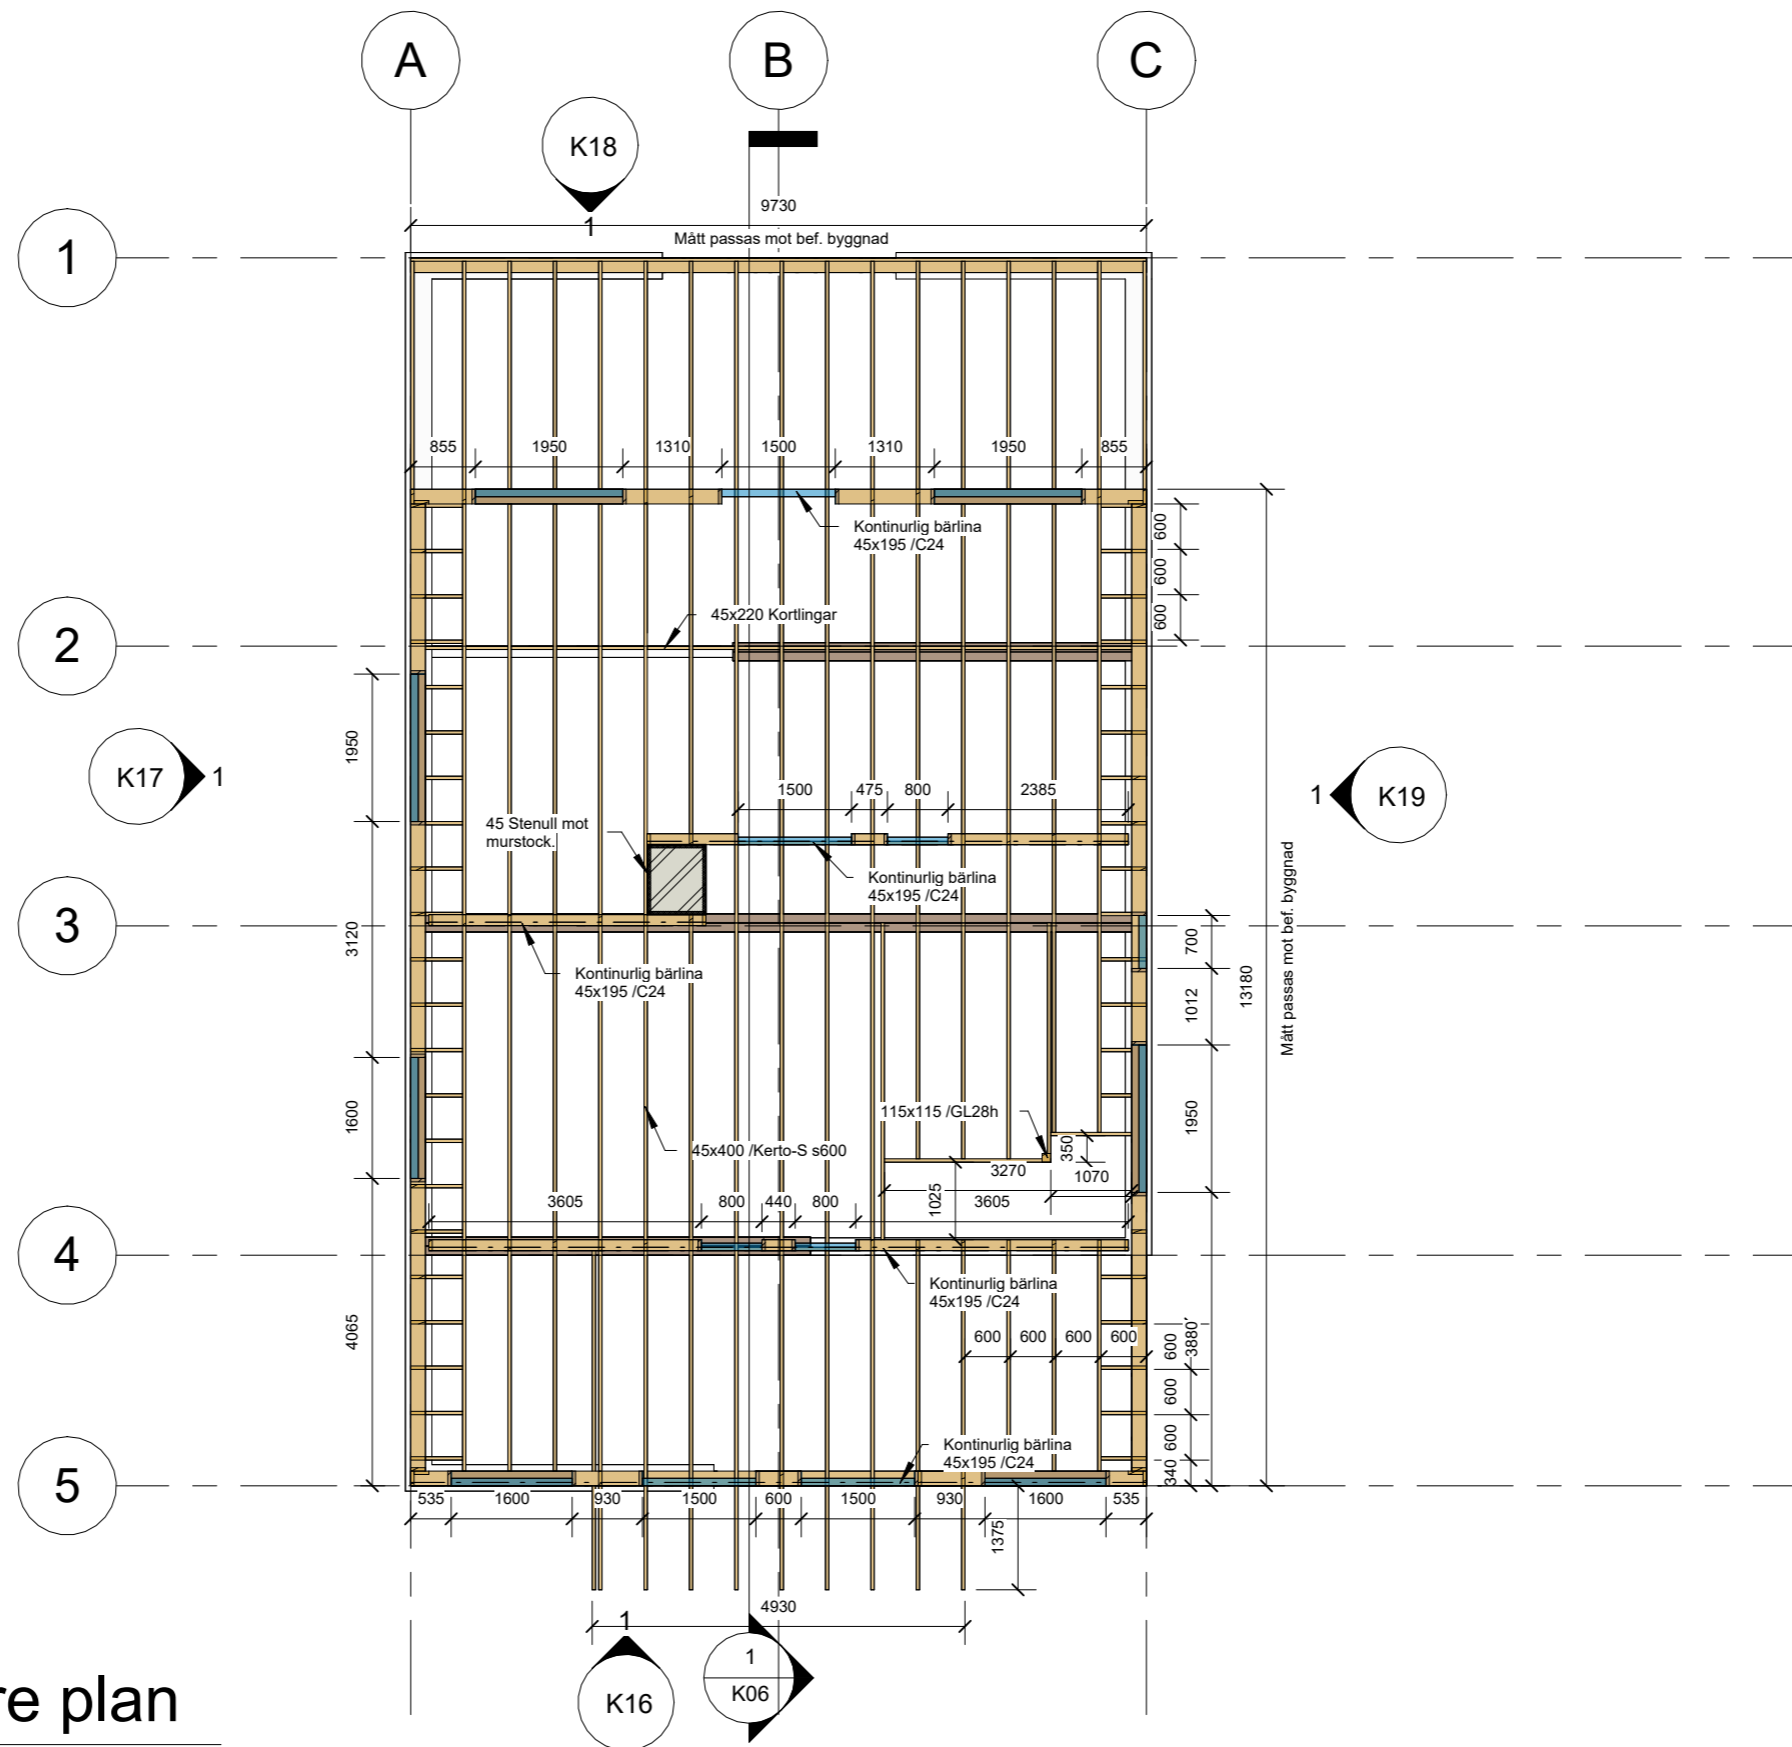 A
B
C
K18
1
9730
Mått passas mot bef. byggnad
1
855
1950
1310
1500
1310
1950
855
Kontinurlig bärlina
45x195 /C24
600
600
600
45x220 Kortlingar
2
1950
K17
1
1500
475
800
2385
1
K19
45 Stenull mot
murstock.
Kontinurlig bärlina
45x195 /C24
Mått passas mot bef. byggnad
13180
3
3120
700
1012
Kontinurlig bärlina
45x195 /C24
1600
115x115 /GL28h
1950
45x400 /Kerto-S s600
350
3270
1070
1025
3605
3605
800
440
800
4
Kontinurlig bärlina
45x195 /C24
4065
600
600
600
600
600
3880
600
600
340
Kontinurlig bärlina
45x195 /C24
5
535
1600
930
1500
600
1500
930
1600
535
1375
4930
1
K16
1
K06
re plan